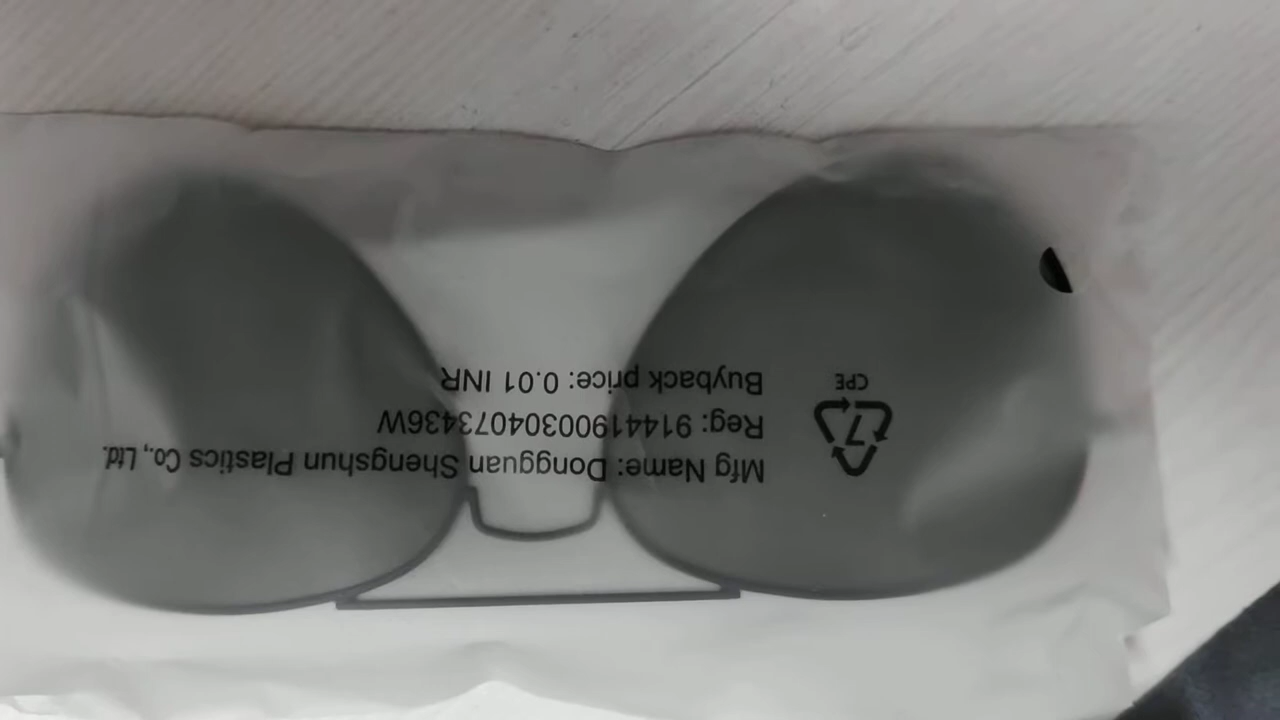 Mfg Name: Dongguan Shengshun Plastics Co., Ltd.
Reg: 91441900304073436W
Buyback price: 0.01 INR
7
CPE